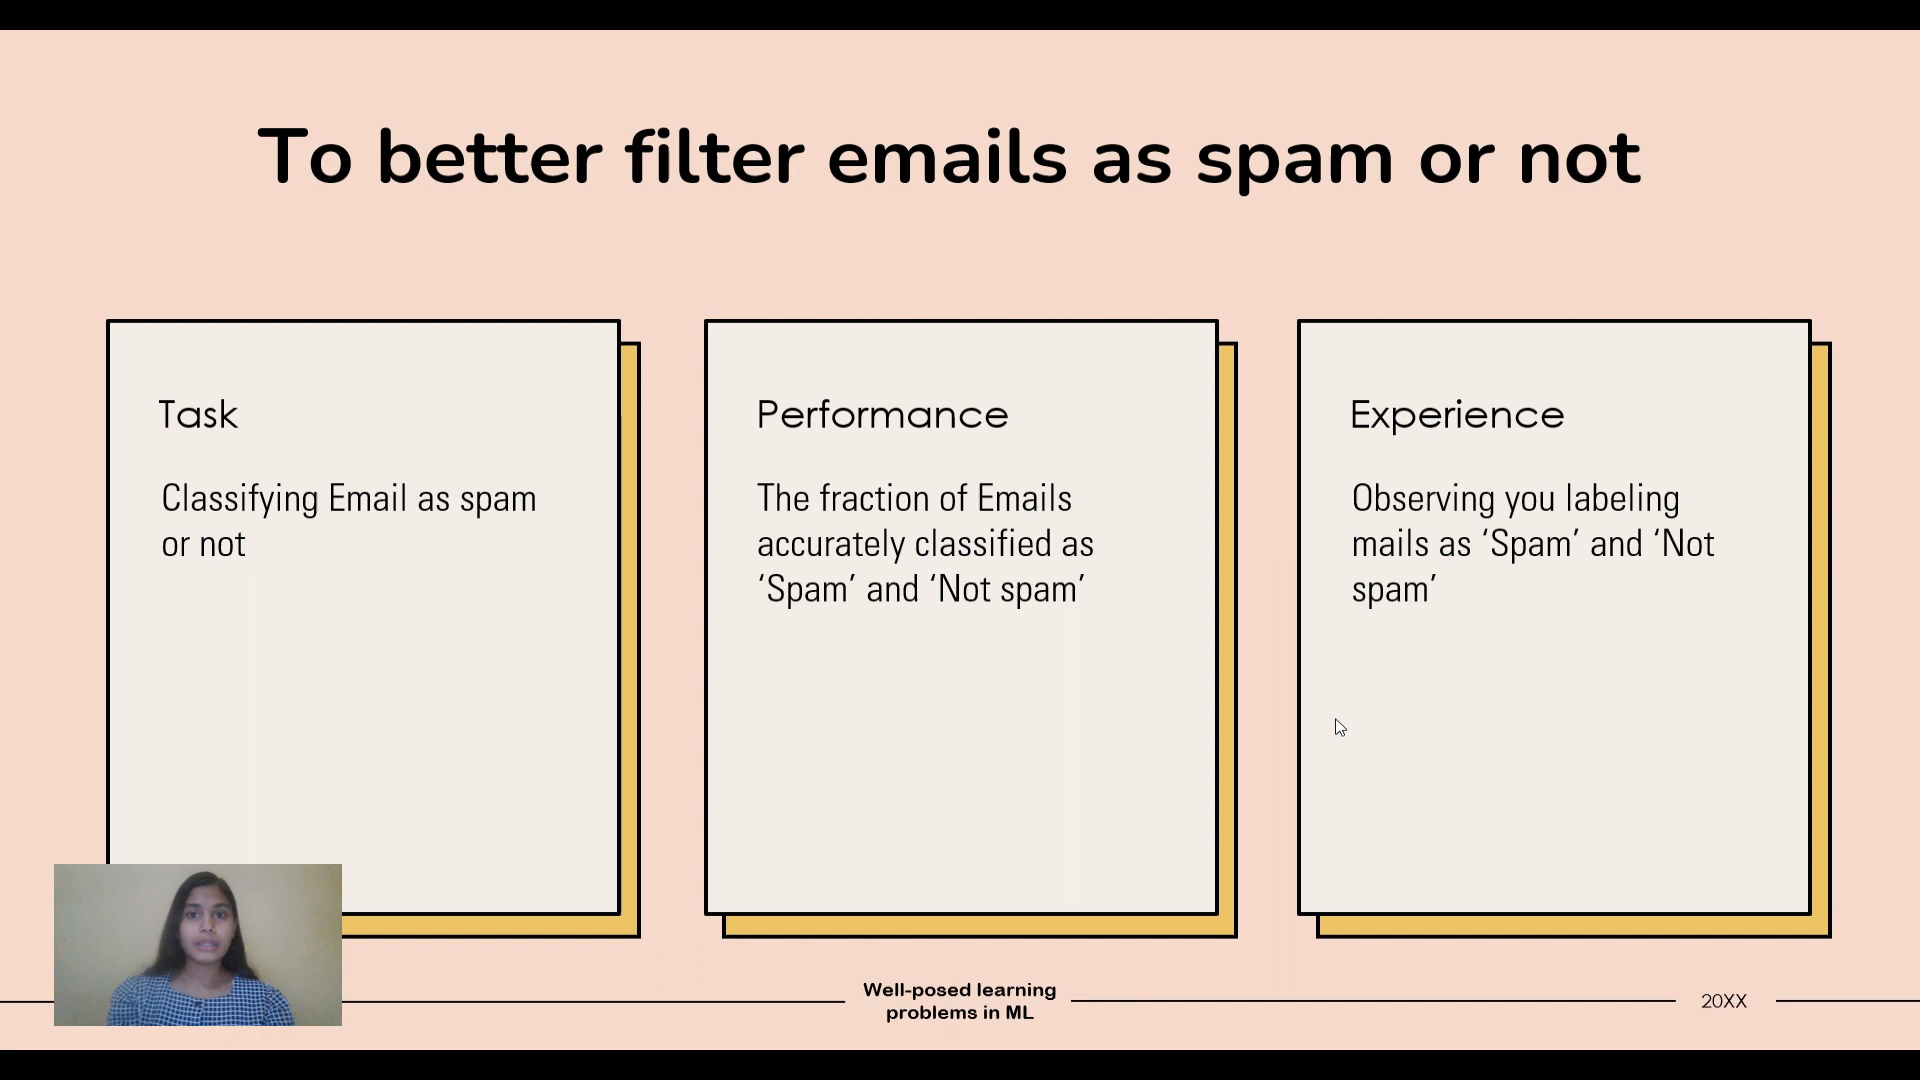 To better filter emails as spam or not
Task
Classifying Email as spam
or not
Performance
The fraction of Emails
accurately classified as
‘Spam’ and ‘Not spam’
Experience
Observing you labeling
mails as ‘Spam’ and ‘Not
spam’
Well-posed learning
problems in ML
20XX